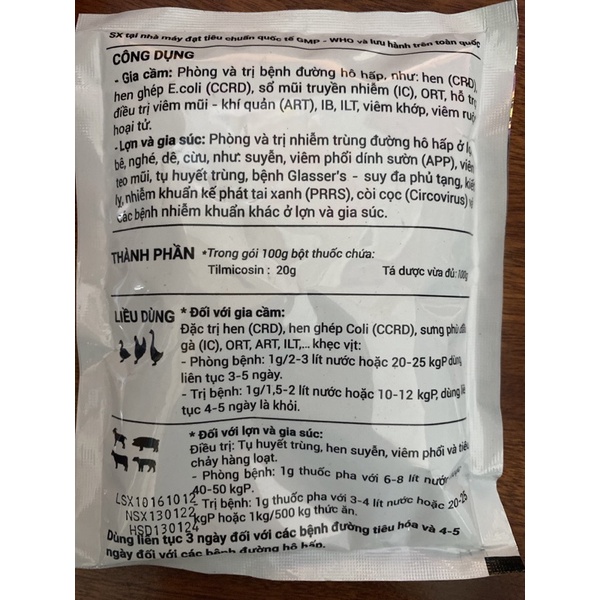 SX tại nhà máy đạt tiêu chuẩn quốc tế GMP - WHO và lưu hành trên toàn quốc
CÔNG DỤNG
- Gia cầm: Phòng và trị bệnh đường hô hấp, như: hen (CRD),
hen ghép E.coli (CCRD), sổ mũi truyền nhiễm (IC), ORT, hỗ trợ
điều trị viêm mũi - khí quản (ART), IB, ILT, viêm khớp, viêm ruột
hoại tử.
- Lợn và gia súc: Phòng và trị nhiễm trùng đường hô hấp ở
bê, nghé, dê, cừu, như: suyễn, viêm phổi dính sườn (APP), viêm
teo mũi, tụ huyết trùng, bệnh Glasser's - suy đa phủ tạng, kiết
lỵ, nhiễm khuẩn kế phát tai xanh (PRRS), còi cọc (Circovirus)
các bệnh nhiễm khuẩn khác ở lợn và gia súc.
THÀNH PHẦN *Trong gói 100g bột thuốc chứa:
Tilmicosin : 20g Tá dược vừa đủ: 100g
LIỀU DÙNG * Đối với gia cầm:
Đặc trị hen (CRD), hen ghép Coli (CCRD), sưng phù đầu
gà (IC), ORT, ART, ILT,... khẹc vịt:
- Phòng bệnh: 1g/2-3 lít nước hoặc 20-25 kgP dùng
liên tục 3-5 ngày.
- Trị bệnh: 1g/1,5-2 lít nước hoặc 10-12 kgP, dùng liên
tục 4-5 ngày là khỏi.
* Đối với lợn và gia súc:
Điều trị: Tụ huyết trùng, hen suyễn, viêm phổi và tiêu
chảy hàng loạt.
- Phòng bệnh: 1g thuốc pha với 6-8 lít nước
40-50 kgP.
- Trị bệnh: 1g thuốc pha với 3-4 lít nước hoặc 20-25
kgP hoặc 1kg/500 kg thức ăn.
LSX10161012
NSX130122
HSD130124
Dùng liên tục 3 ngày đối với các bệnh đường tiêu hóa và 4-5
ngày đối với các bệnh đường hô hấp.